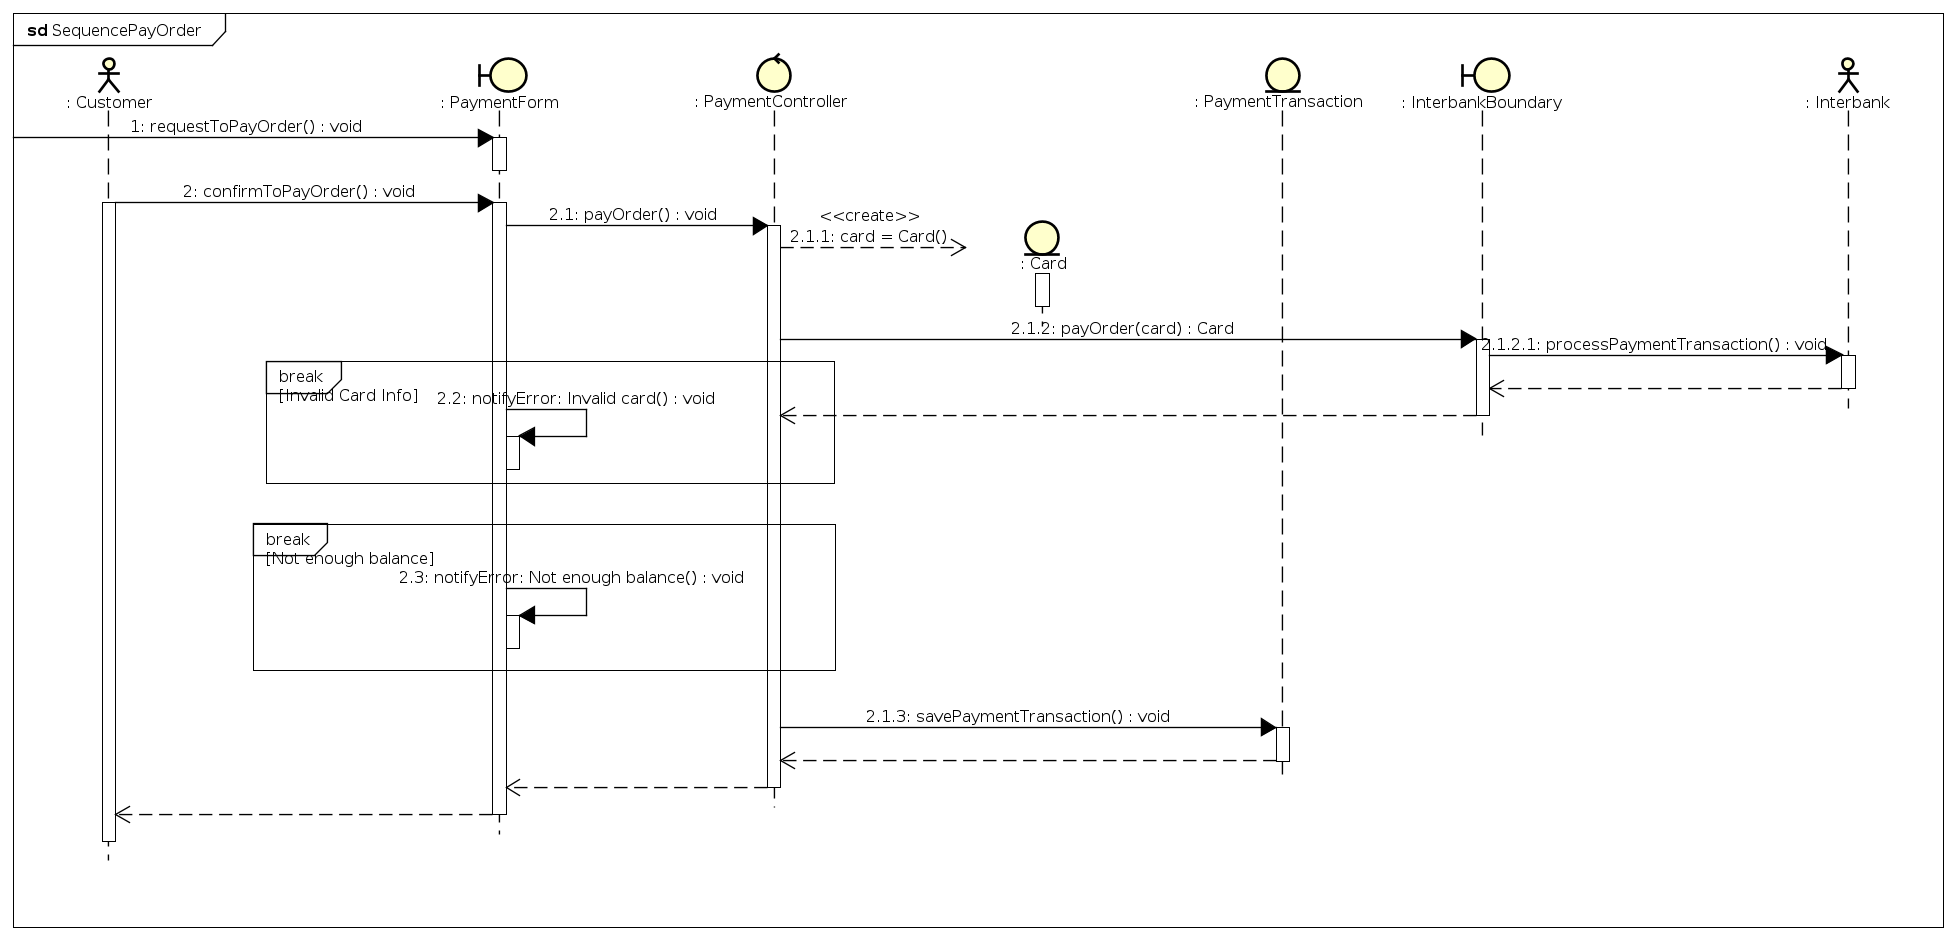 sd SequencePayOrder
: Customer
: PaymentForm
: PaymentController
: PaymentTransaction
: InterbankBoundary
: Interbank
1: requestToPayOrder() : void
2: confirmToPayOrder() : void
2.1: payOrder() : void
<<create>>
2.1.1: card = Card()
: Card
2.1.2: payOrder(card) : Card
2.1.2.1: processPaymentTransaction() : void
break
[Invalid Card Info]
2.2: notifyError: Invalid card() : void
break
[Not enough balance]
2.3: notifyError: Not enough balance() : void
2.1.3: savePaymentTransaction() : void